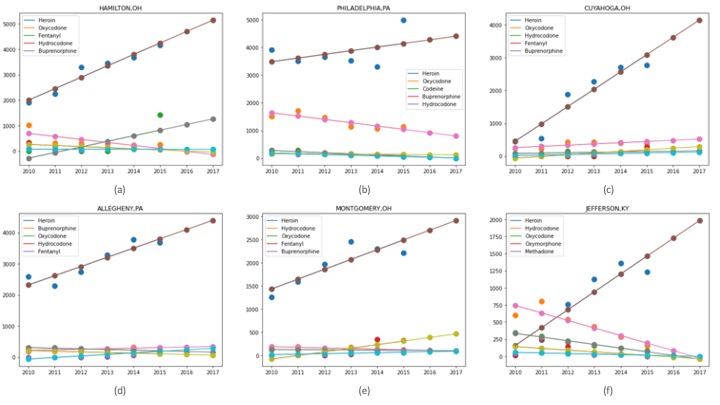 HAMILTON,OH
5000
4000
3000
2000
1000
0
Heroin
Oxycodone
Fentanyl
Hydrocodone
Buprenorphine
2010 2011 2012 2013 2014 2015 2016 2017
(a)
PHILADELPHIA,PA
5000
4000
3000
2000
1000
0
Heroin
Oxycodone
Codeine
Buprenorphine
Hydrocodone
2010 2011 2012 2013 2014 2015 2016 2017
(b)
CUYAHOGA,OH
4000
3000
2000
1000
0
Heroin
Oxycodone
Hydrocodone
Fentanyl
Buprenorphine
2010 2011 2012 2013 2014 2015 2016 2017
(c)
ALLEGHENY,PA
4000
3000
2000
1000
0
Heroin
Buprenorphine
Oxycodone
Hydrocodone
Fentanyl
2010 2011 2012 2013 2014 2015 2016 2017
(d)
MONTGOMERY,OH
3000
2500
2000
1500
1000
500
0
Heroin
Hydrocodone
Oxycodone
Fentanyl
Buprenorphine
2010 2011 2012 2013 2014 2015 2016 2017
(e)
JEFFERSON,KY
2000
1750
1500
1250
1000
750
500
250
0
Heroin
Hydrocodone
Oxycodone
Oxymorphone
Methadone
2010 2011 2012 2013 2014 2015 2016 2017
(f)